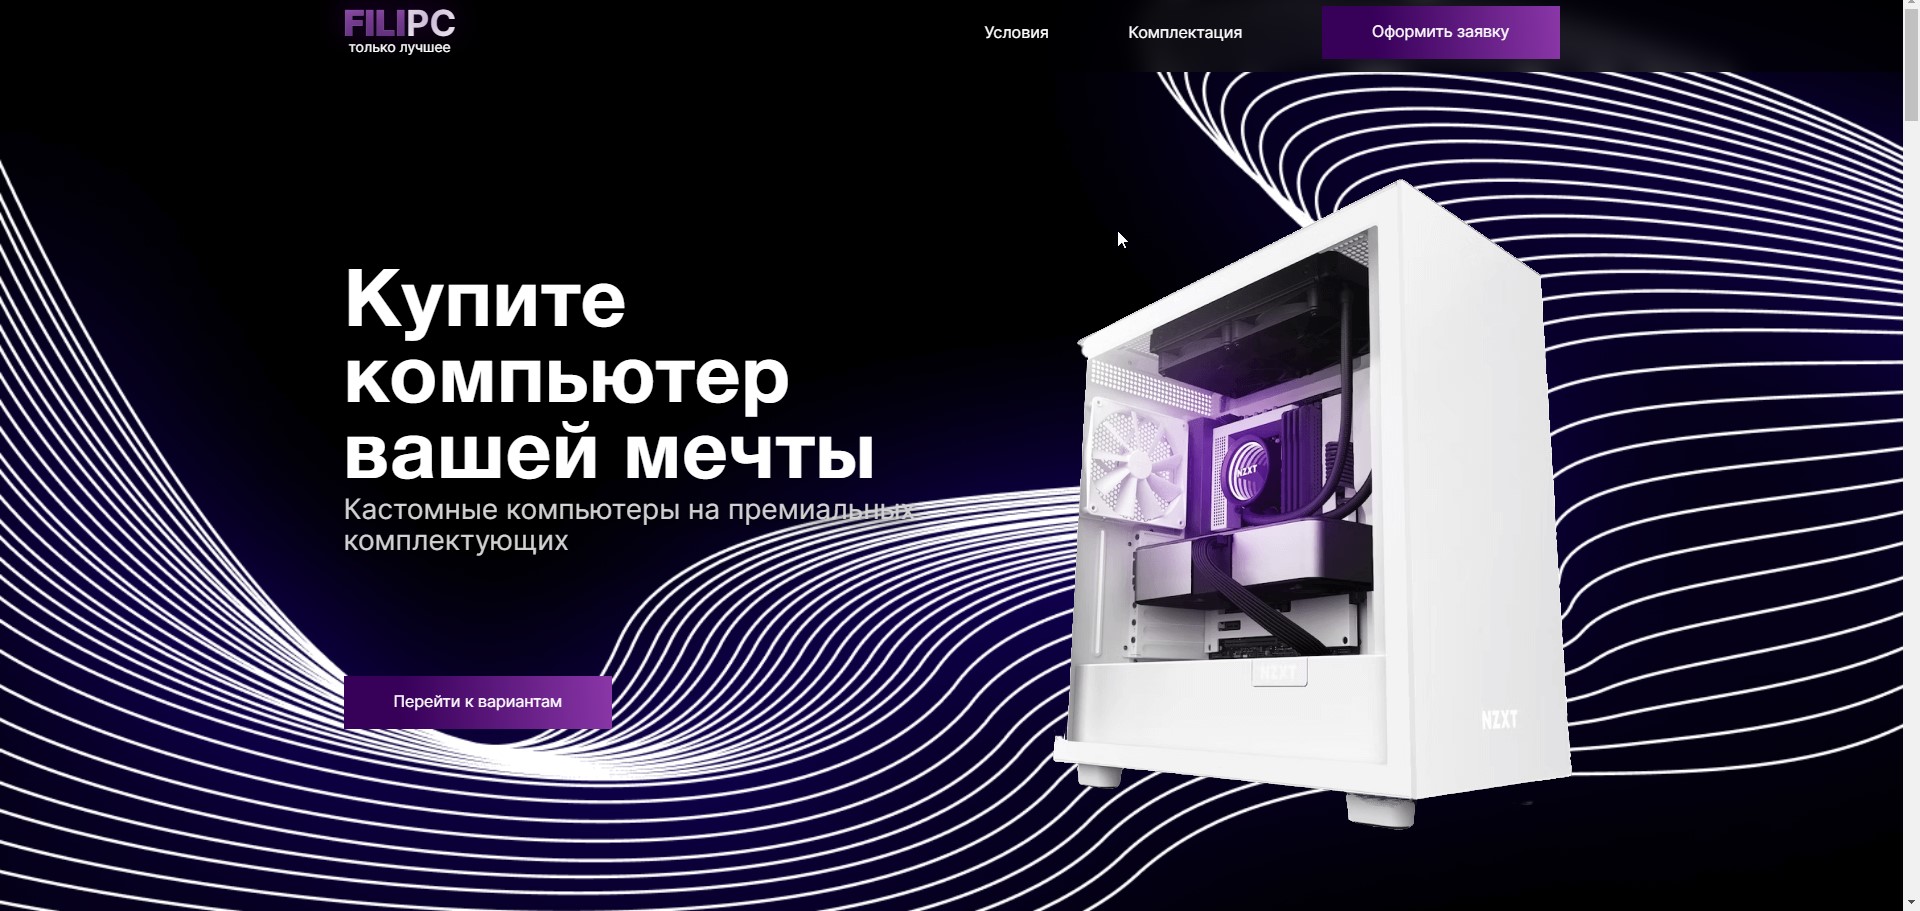 FILIPC
только лучшее
Условия
Комплектация
Оформить заявку
Купите
компьютер
вашей мечты
Кастомные компьютеры на премиальных
комплектующих
Перейти к вариантам
NZXT
NZXT
NZXT